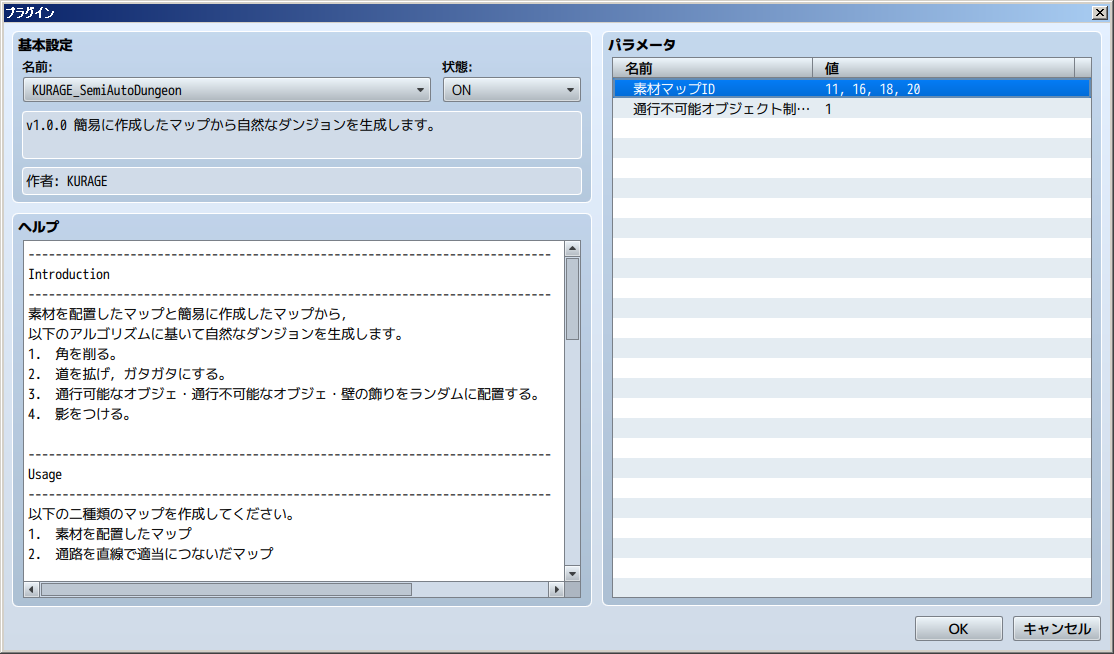 プラグイン
基本設定
名前:
状態:
KURAGE_SemiAutoDungeon
ON
v1.0.0 簡易に作成したマップから自然なダンジョンを生成します。
作者: KURAGE
ヘルプ
------------------------------------------------------------------------------
Introduction
------------------------------------------------------------------------------
素材を配置したマップと簡易に作成したマップから，
以下のアルゴリズムに基いて自然なダンジョンを生成します。
1. 角を削る。
2. 道を拡げ，ガタガタにする。
3. 通行可能なオブジェ・通行不可能なオブジェ・壁の飾りをランダムに配置する。
4. 影をつける。
------------------------------------------------------------------------------
Usage
------------------------------------------------------------------------------
以下の二種類のマップを作成してください。
1. 素材を配置したマップ
2. 通路を直線で適当につないだマップ
パラメータ
名前 値
素材マップID 11, 16, 18, 20
通行不可能オブジェクト制… 1
OK
キャンセル